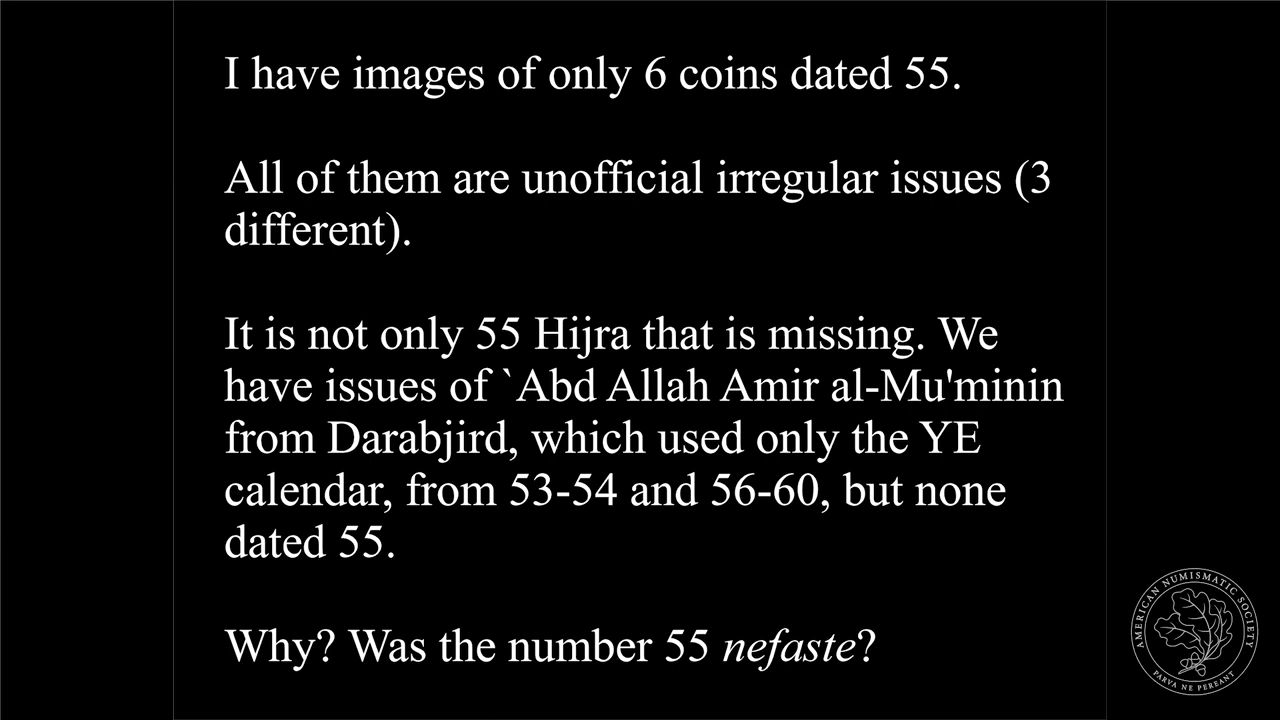 I have images of only 6 coins dated 55.
All of them are unofficial irregular issues (3
different).
It is not only 55 Hijra that is missing. We
have issues of `Abd Allah Amir al-Mu'minin
from Darabjird, which used only the YE
calendar, from 53-54 and 56-60, but none
dated 55.
Why? Was the number 55 nefaste?
AMERICAN NUMISMATIC SOCIETY
PARVA NE PEREANT